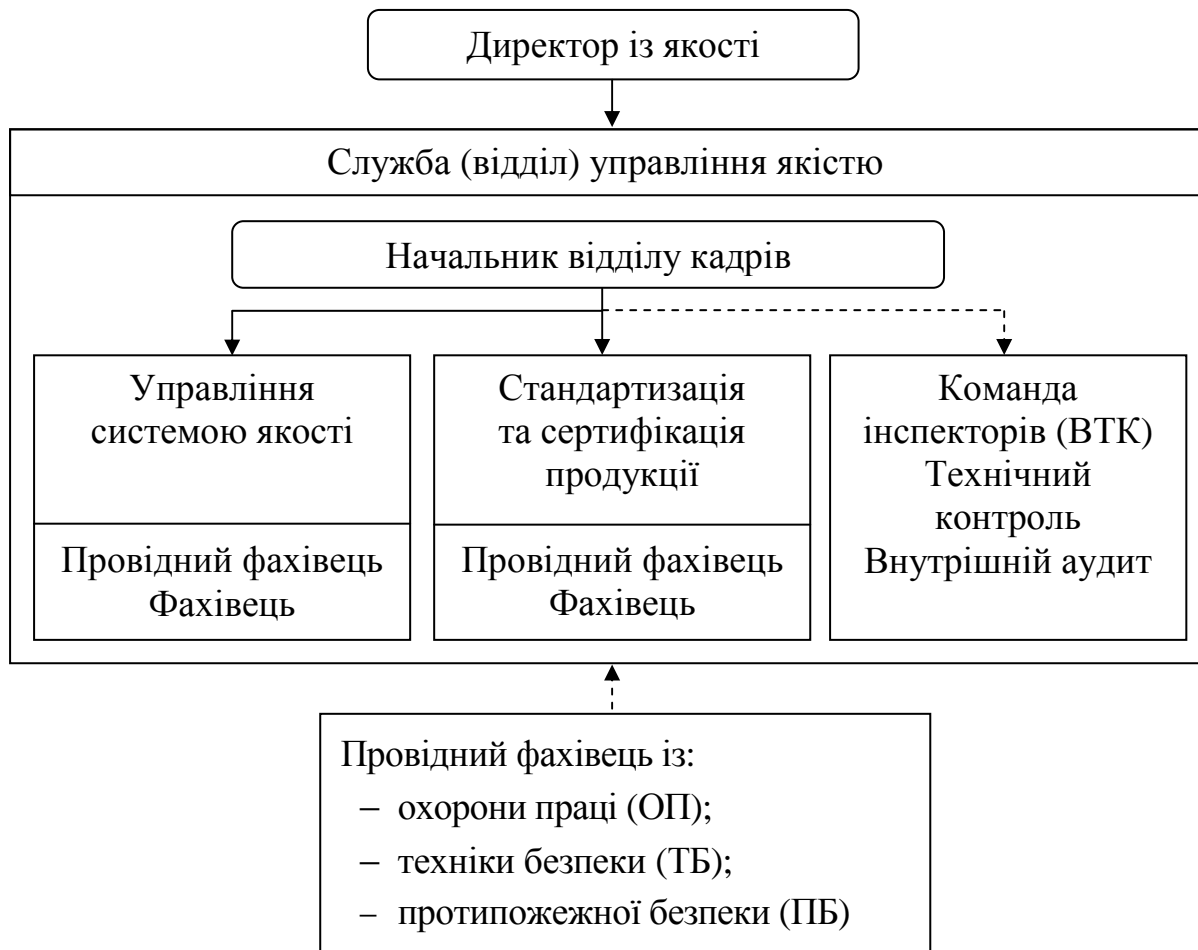 Директор із якості
Служба (відділ) управління якістю
Начальник відділу кадрів
Управління
системою якості
Провідний фахівець
Фахівець
Стандартизація
та сертифікація
продукції
Провідний фахівець
Фахівець
Команда
інспекторів (ВТК)
Технічний
контроль
Внутрішній аудит
Провідний фахівець із:
– охорони праці (ОП);
– техніки безпеки (ТБ);
– протипожежної безпеки (ПБ)